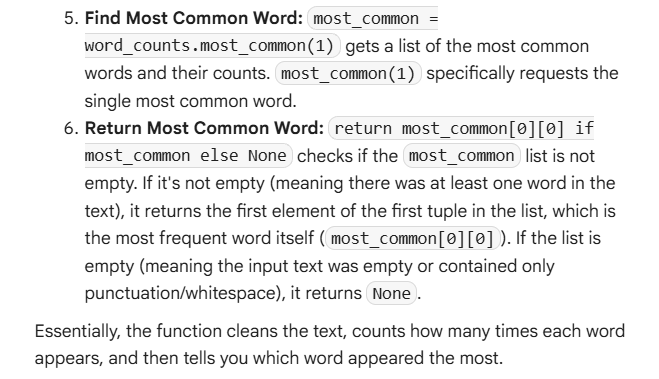 5. Find Most Common Word: most_common =
word_counts.most_common(1) gets a list of the most common
words and their counts. most_common(1) specifically requests the
single most common word.
6. Return Most Common Word: return most_common[0][0] if
most_common else None checks if the most_common list is not
empty. If it's not empty (meaning there was at least one word in the
text), it returns the first element of the first tuple in the list, which is
the most frequent word itself (most_common[0][0]). If the list is
empty (meaning the input text was empty or contained only
punctuation/whitespace), it returns None.
Essentially, the function cleans the text, counts how many times each word
appears, and then tells you which word appeared the most.